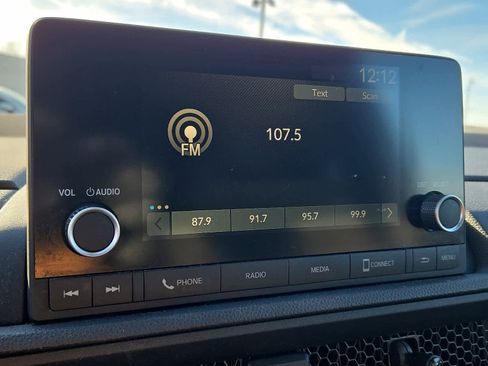 12:12
Text Scan
FM
107.5
VOL AUDIO
87.9 91.7 95.7 99.9
PHONE RADIO MEDIA CONNECT MENU